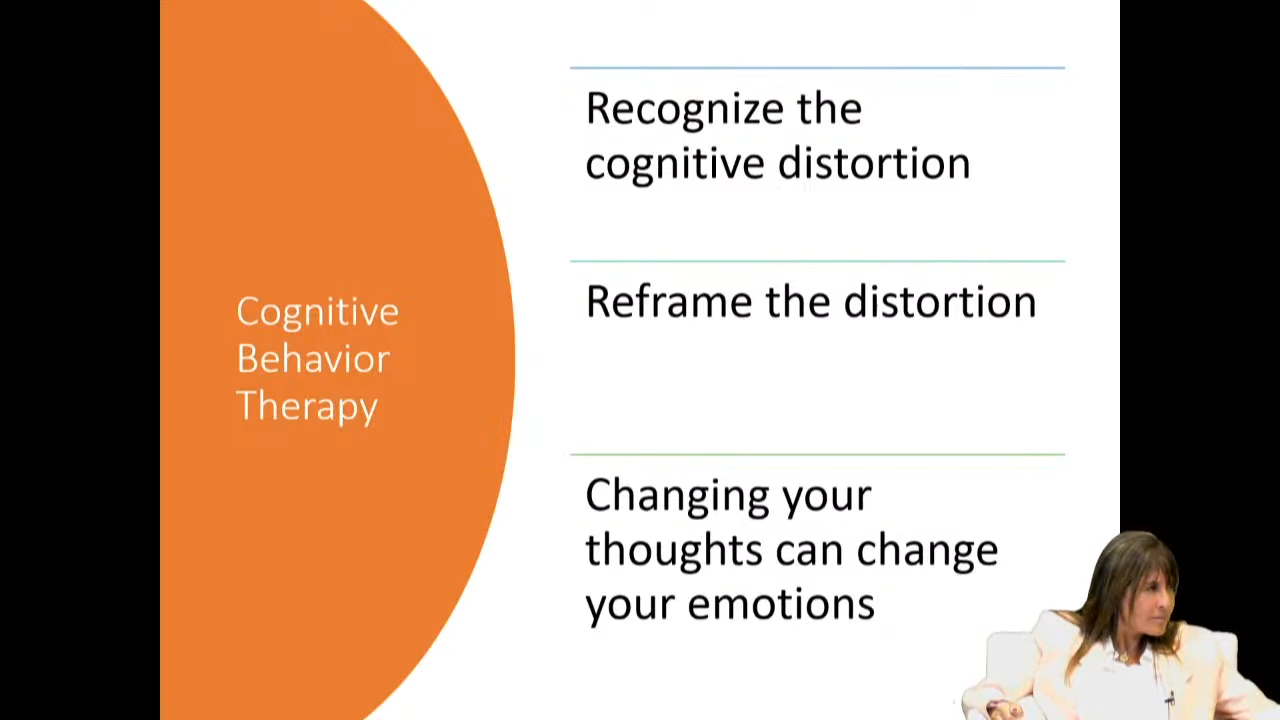 Cognitive
Behavior
Therapy
Recognize the
cognitive distortion
Reframe the distortion
Changing your
thoughts can change
your emotions